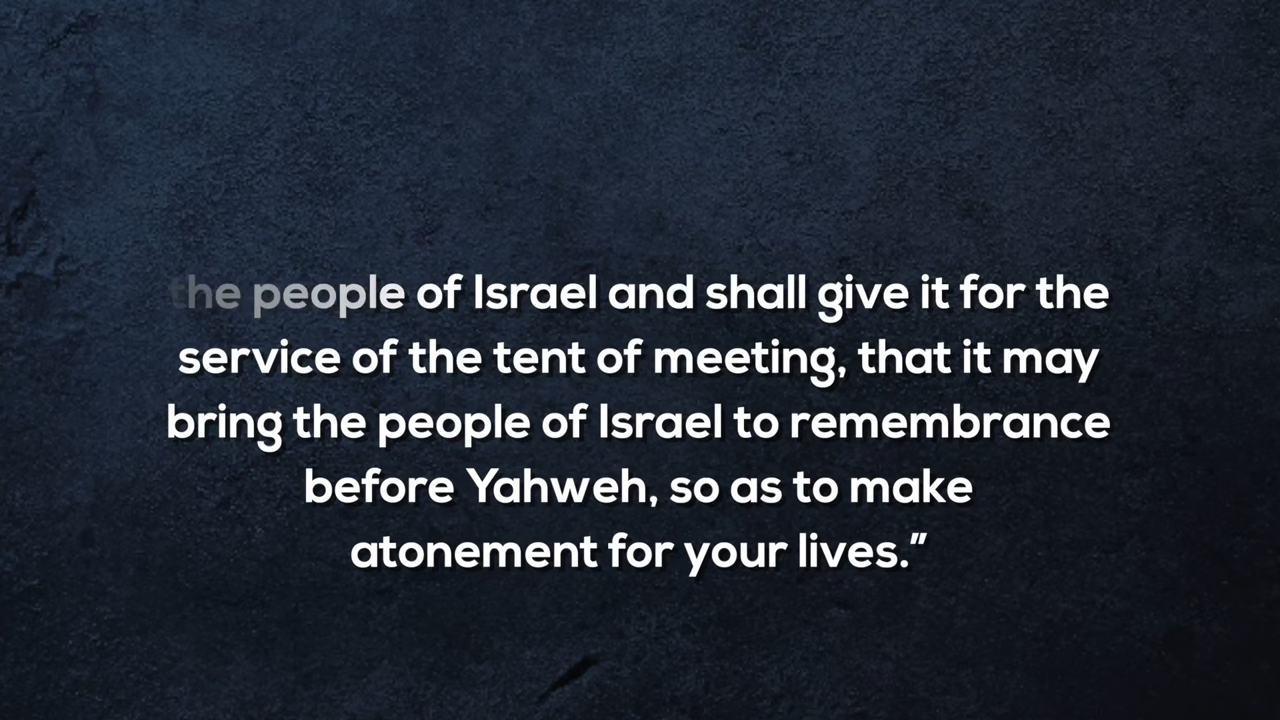 the people of Israel and shall give it for the
service of the tent of meeting, that it may
bring the people of Israel to remembrance
before Yahweh, so as to make
atonement for your lives.”